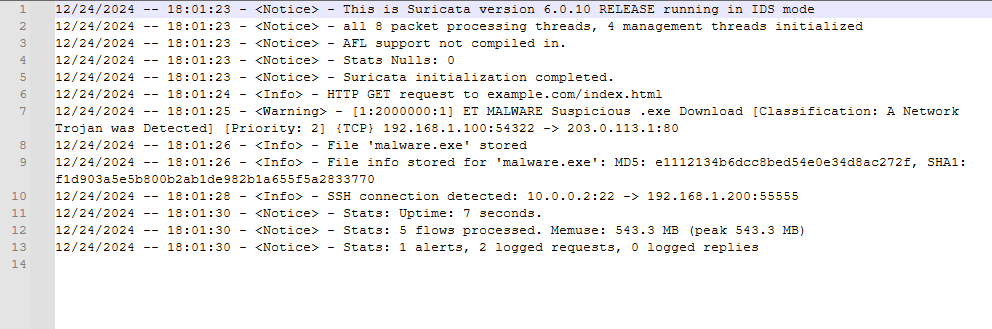 1 12/24/2024 -- 18:01:23 - <Notice> - This is Suricata version 6.0.10 RELEASE running in IDS mode
2 12/24/2024 -- 18:01:23 - <Notice> - all 8 packet processing threads, 4 management threads initialized
3 12/24/2024 -- 18:01:23 - <Notice> - AFL support not compiled in.
4 12/24/2024 -- 18:01:23 - <Notice> - Stats Nulls: 0
5 12/24/2024 -- 18:01:23 - <Notice> - Suricata initialization completed.
6 12/24/2024 -- 18:01:24 - <Info> - HTTP GET request to example.com/index.html
7 12/24/2024 -- 18:01:25 - <Warning> - [1:2000000:1] ET MALWARE Suspicious .exe Download [Classification: A Network
Trojan was Detected] [Priority: 2] {TCP} 192.168.1.100:54322 -> 203.0.113.1:80
8 12/24/2024 -- 18:01:26 - <Info> - File 'malware.exe' stored
9 12/24/2024 -- 18:01:26 - <Info> - File info stored for 'malware.exe': MD5: e1112134b6dcc8bed54e0e34d8ac272f, SHA1:
f1d903a5e5b800b2ab1de982b1a655f5a2833770
10 12/24/2024 -- 18:01:28 - <Info> - SSH connection detected: 10.0.0.2:22 -> 192.168.1.200:55555
11 12/24/2024 -- 18:01:30 - <Notice> - Stats: Uptime: 7 seconds.
12 12/24/2024 -- 18:01:30 - <Notice> - Stats: 5 flows processed. Memuse: 543.3 MB (peak 543.3 MB)
13 12/24/2024 -- 18:01:30 - <Notice> - Stats: 1 alerts, 2 logged requests, 0 logged replies
14